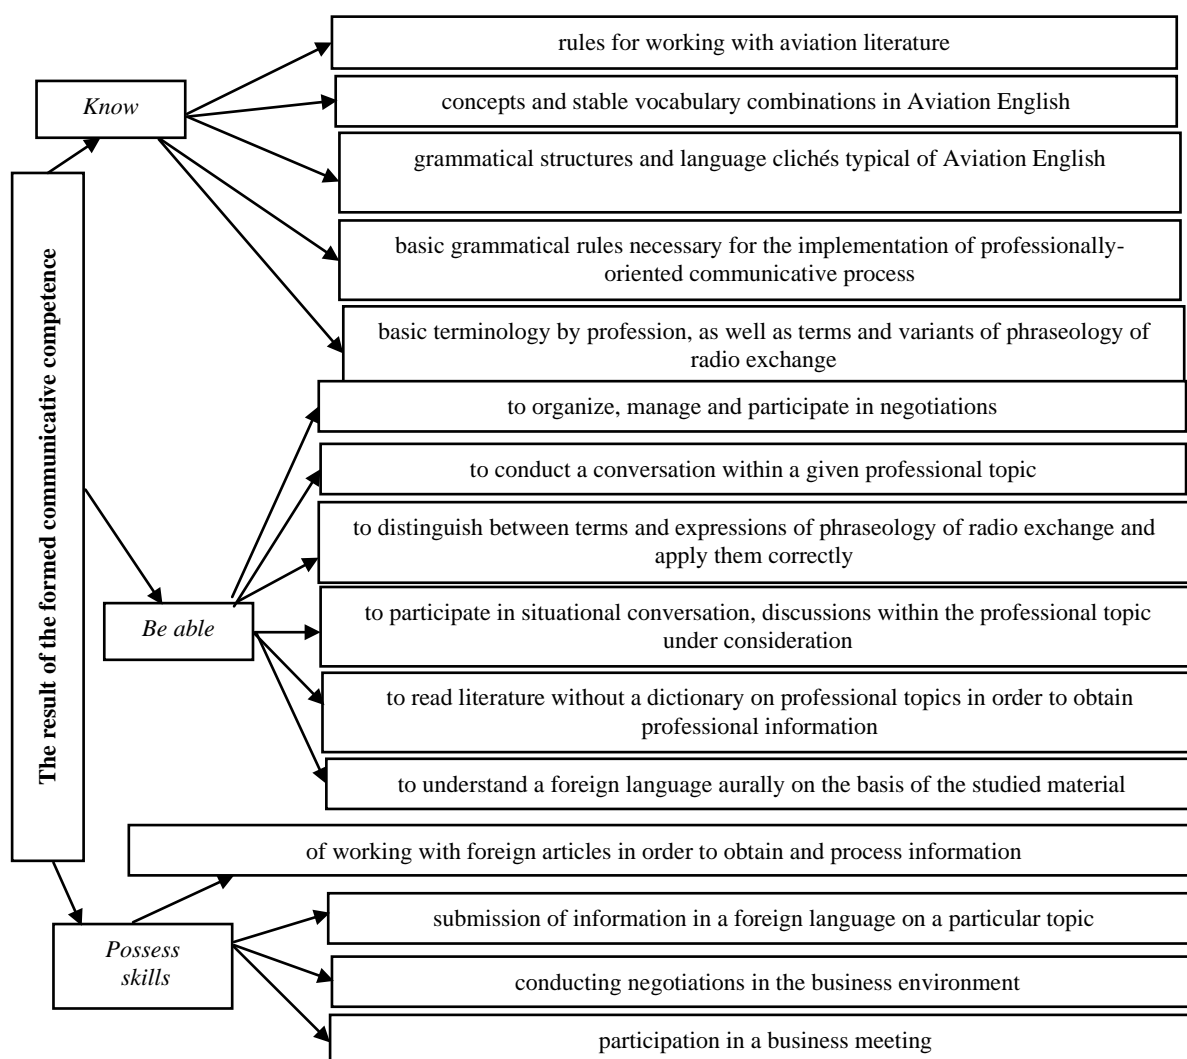 The result of the formed communicative competence
Know
rules for working with aviation literature
concepts and stable vocabulary combinations in Aviation English
grammatical structures and language clichés typical of Aviation English
basic grammatical rules necessary for the implementation of professionally-
oriented communicative process
basic terminology by profession, as well as terms and variants of phraseology of
radio exchange
Be able
to organize, manage and participate in negotiations
to conduct a conversation within a given professional topic
to distinguish between terms and expressions of phraseology of radio exchange and
apply them correctly
to participate in situational conversation, discussions within the professional topic
under consideration
to read literature without a dictionary on professional topics in order to obtain
professional information
to understand a foreign language aurally on the basis of the studied material
Possess
skills
of working with foreign articles in order to obtain and process information
submission of information in a foreign language on a particular topic
conducting negotiations in the business environment
participation in a business meeting